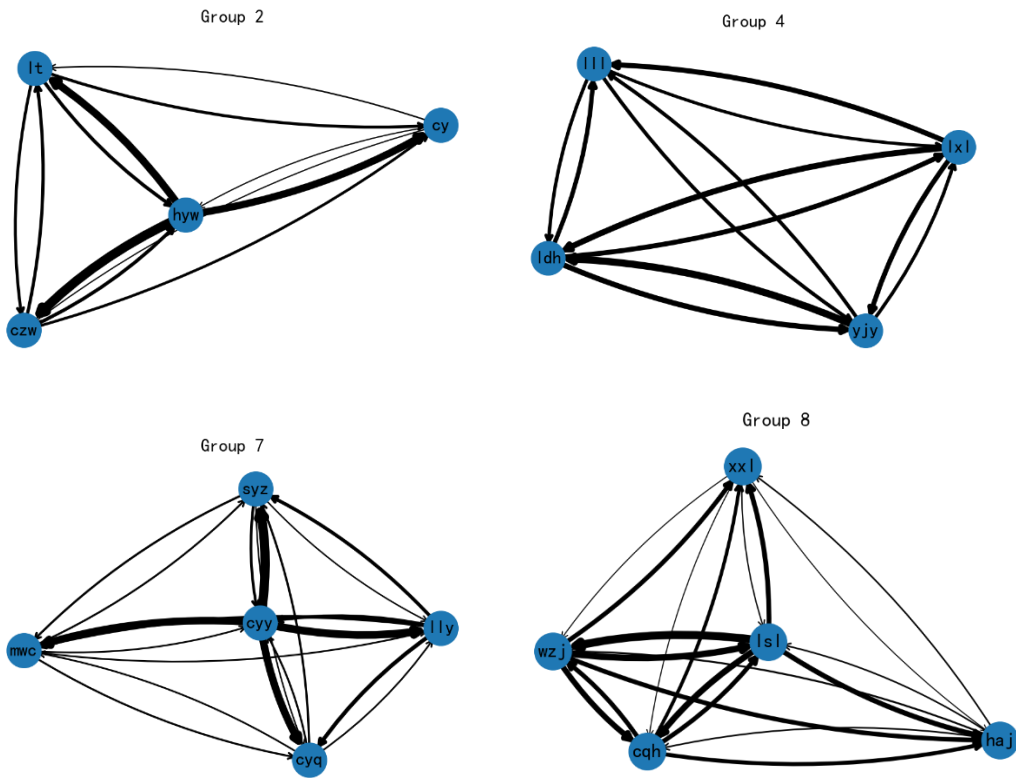 Group 2
lt
cy
hyw
czw
Group 4
lll
lxl
ldh
yjy
Group 7
syz
cyy
lly
mwc
cyq
Group 8
xxl
wzj
lsl
cqh
haj